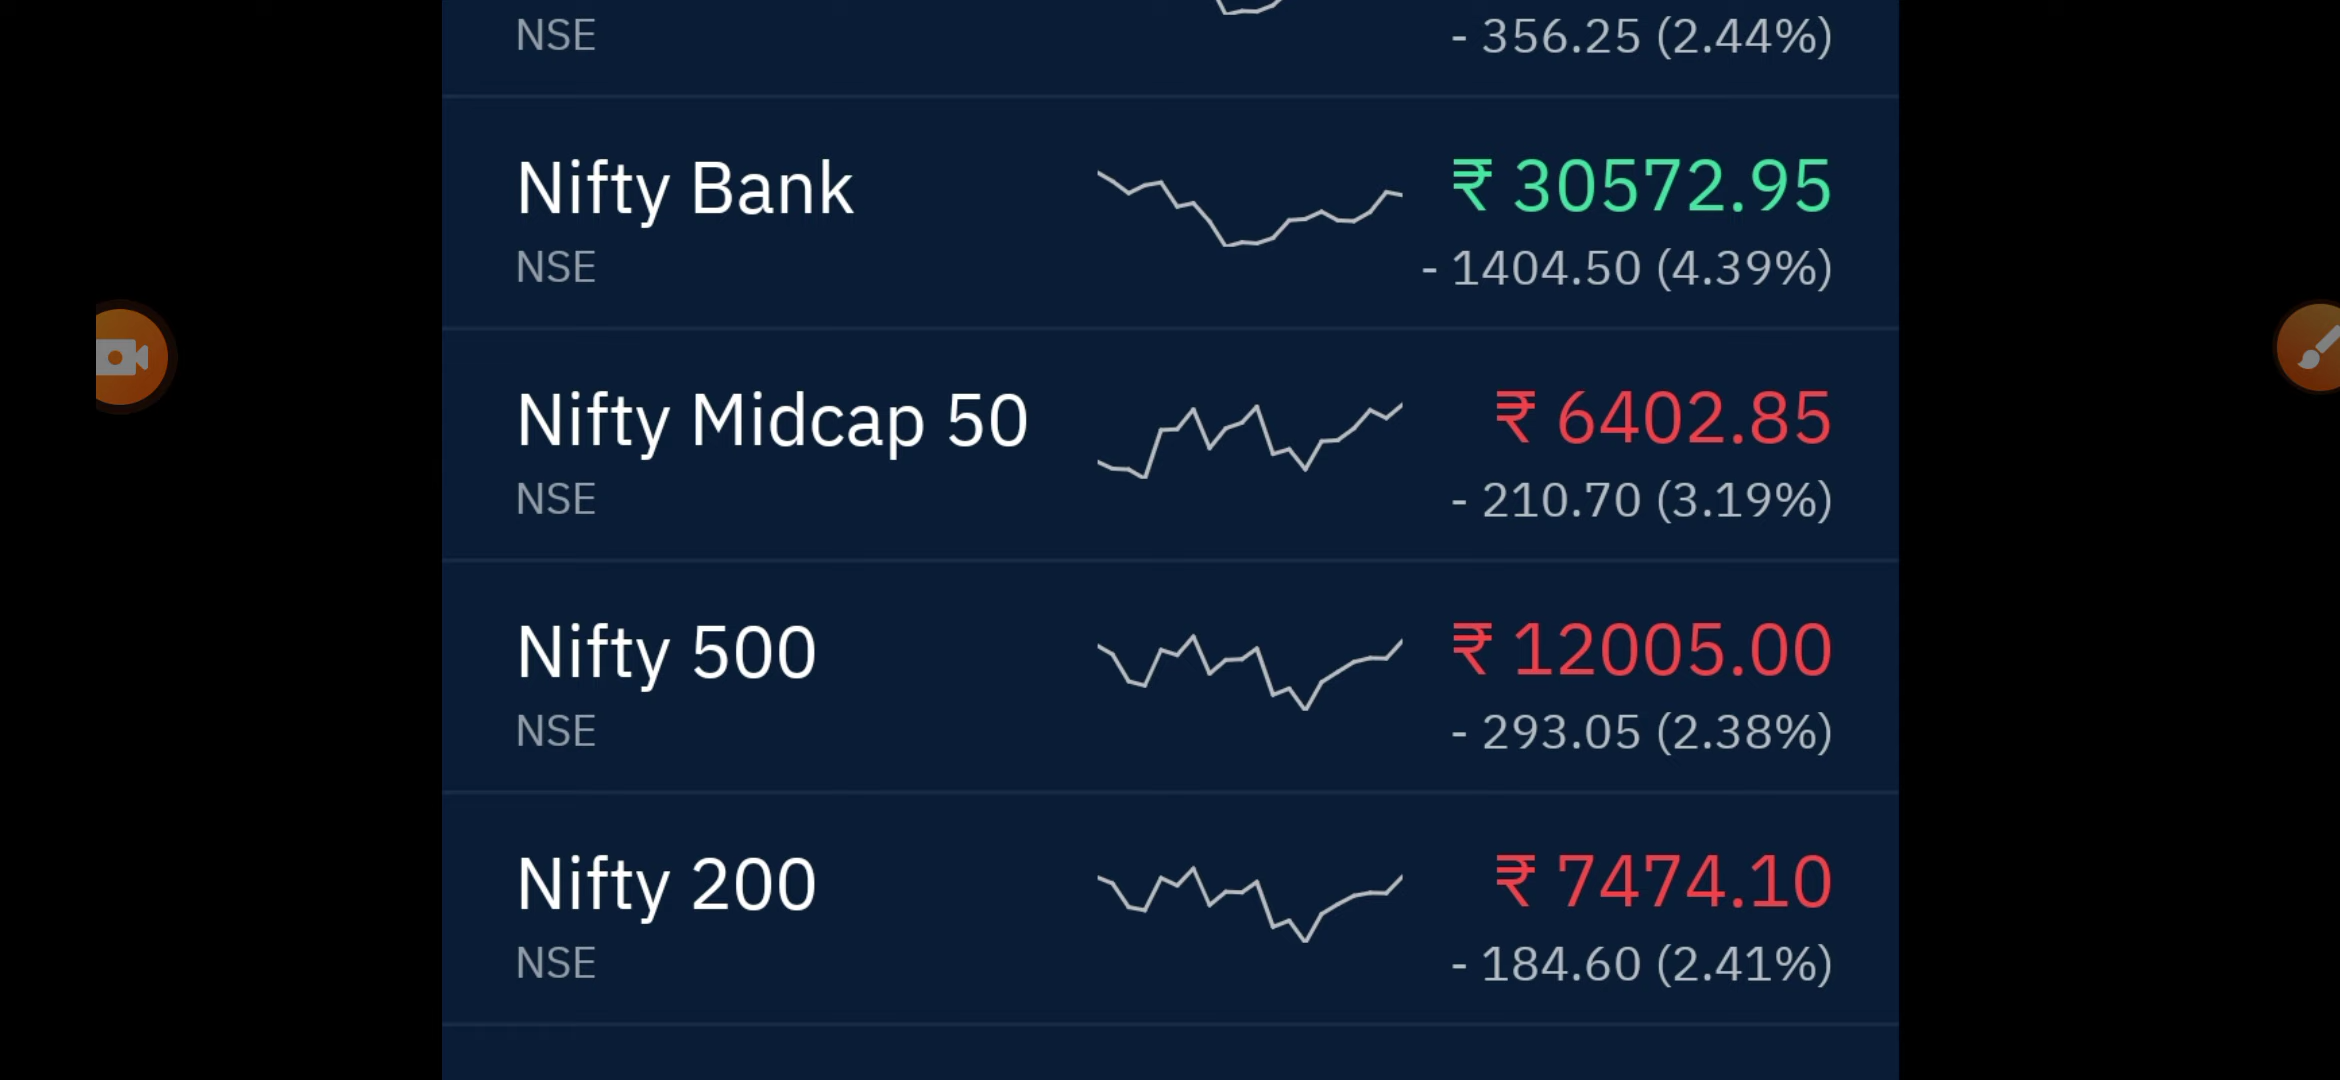 NSE - 356.25 (2.44%)
Nifty Bank ₹ 30572.95
NSE - 1404.50 (4.39%)
Nifty Midcap 50 ₹ 6402.85
NSE - 210.70 (3.19%)
Nifty 500 ₹ 12005.00
NSE - 293.05 (2.38%)
Nifty 200 ₹ 7474.10
NSE - 184.60 (2.41%)